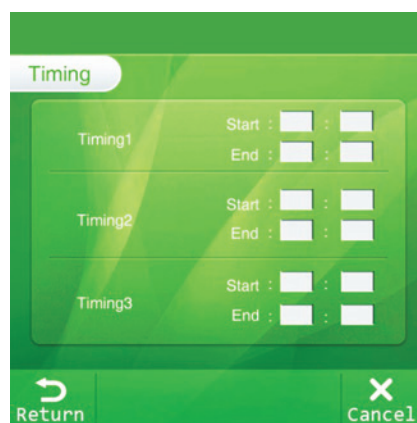 Timing
Timing1
Start : :
End : :
Timing2
Start : :
End : :
Timing3
Start : :
End : :
Return
Cancel